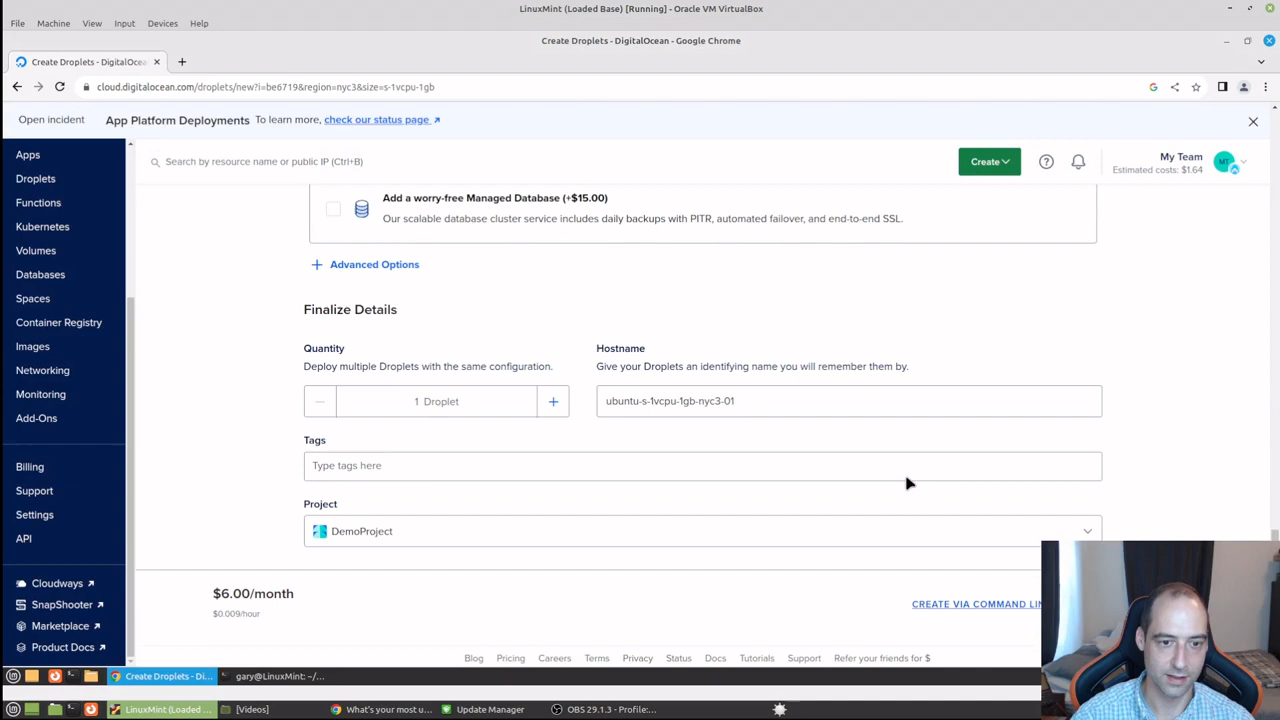 LinuxMint (Loaded Base) [Running] - Oracle VM VirtualBox
File Machine View Input Devices Help
Create Droplets - DigitalOcean - Google Chrome
Create Droplets - DigitalOcea
cloud.digitalocean.com/droplets/new?i=be6719&region=nyc3&size=s-1vcpu-1gb
Open incident App Platform Deployments To learn more, check our status page
Apps
Droplets
Functions
Kubernetes
Volumes
Databases
Spaces
Container Registry
Images
Networking
Monitoring
Add-Ons
Billing
Support
Settings
API
Cloudways
SnapShooter
Marketplace
Product Docs
Search by resource name or public IP (Ctrl+B)
Create
My Team
Estimated costs: $1.64
MT
Add a worry-free Managed Database (+$15.00)
Our scalable database cluster service includes daily backups with PITR, automated failover, and end-to-end SSL.
+ Advanced Options
Finalize Details
Quantity
Deploy multiple Droplets with the same configuration.
1 Droplet
Hostname
Give your Droplets an identifying name you will remember them by.
ubuntu-s-1vcpu-1gb-nyc3-01
Tags
Type tags here
Project
DemoProject
$6.00/month
$0.009/hour
CREATE VIA COMMAND LIN
Blog Pricing Careers Terms Privacy Status Docs Tutorials Support Refer your friends for $
Create Droplets - Di... gary@LinuxMint: ~/...
LinuxMint (Loaded ... [Videos] What's your most u... Update Manager OBS 29.1.3 - Profile:...